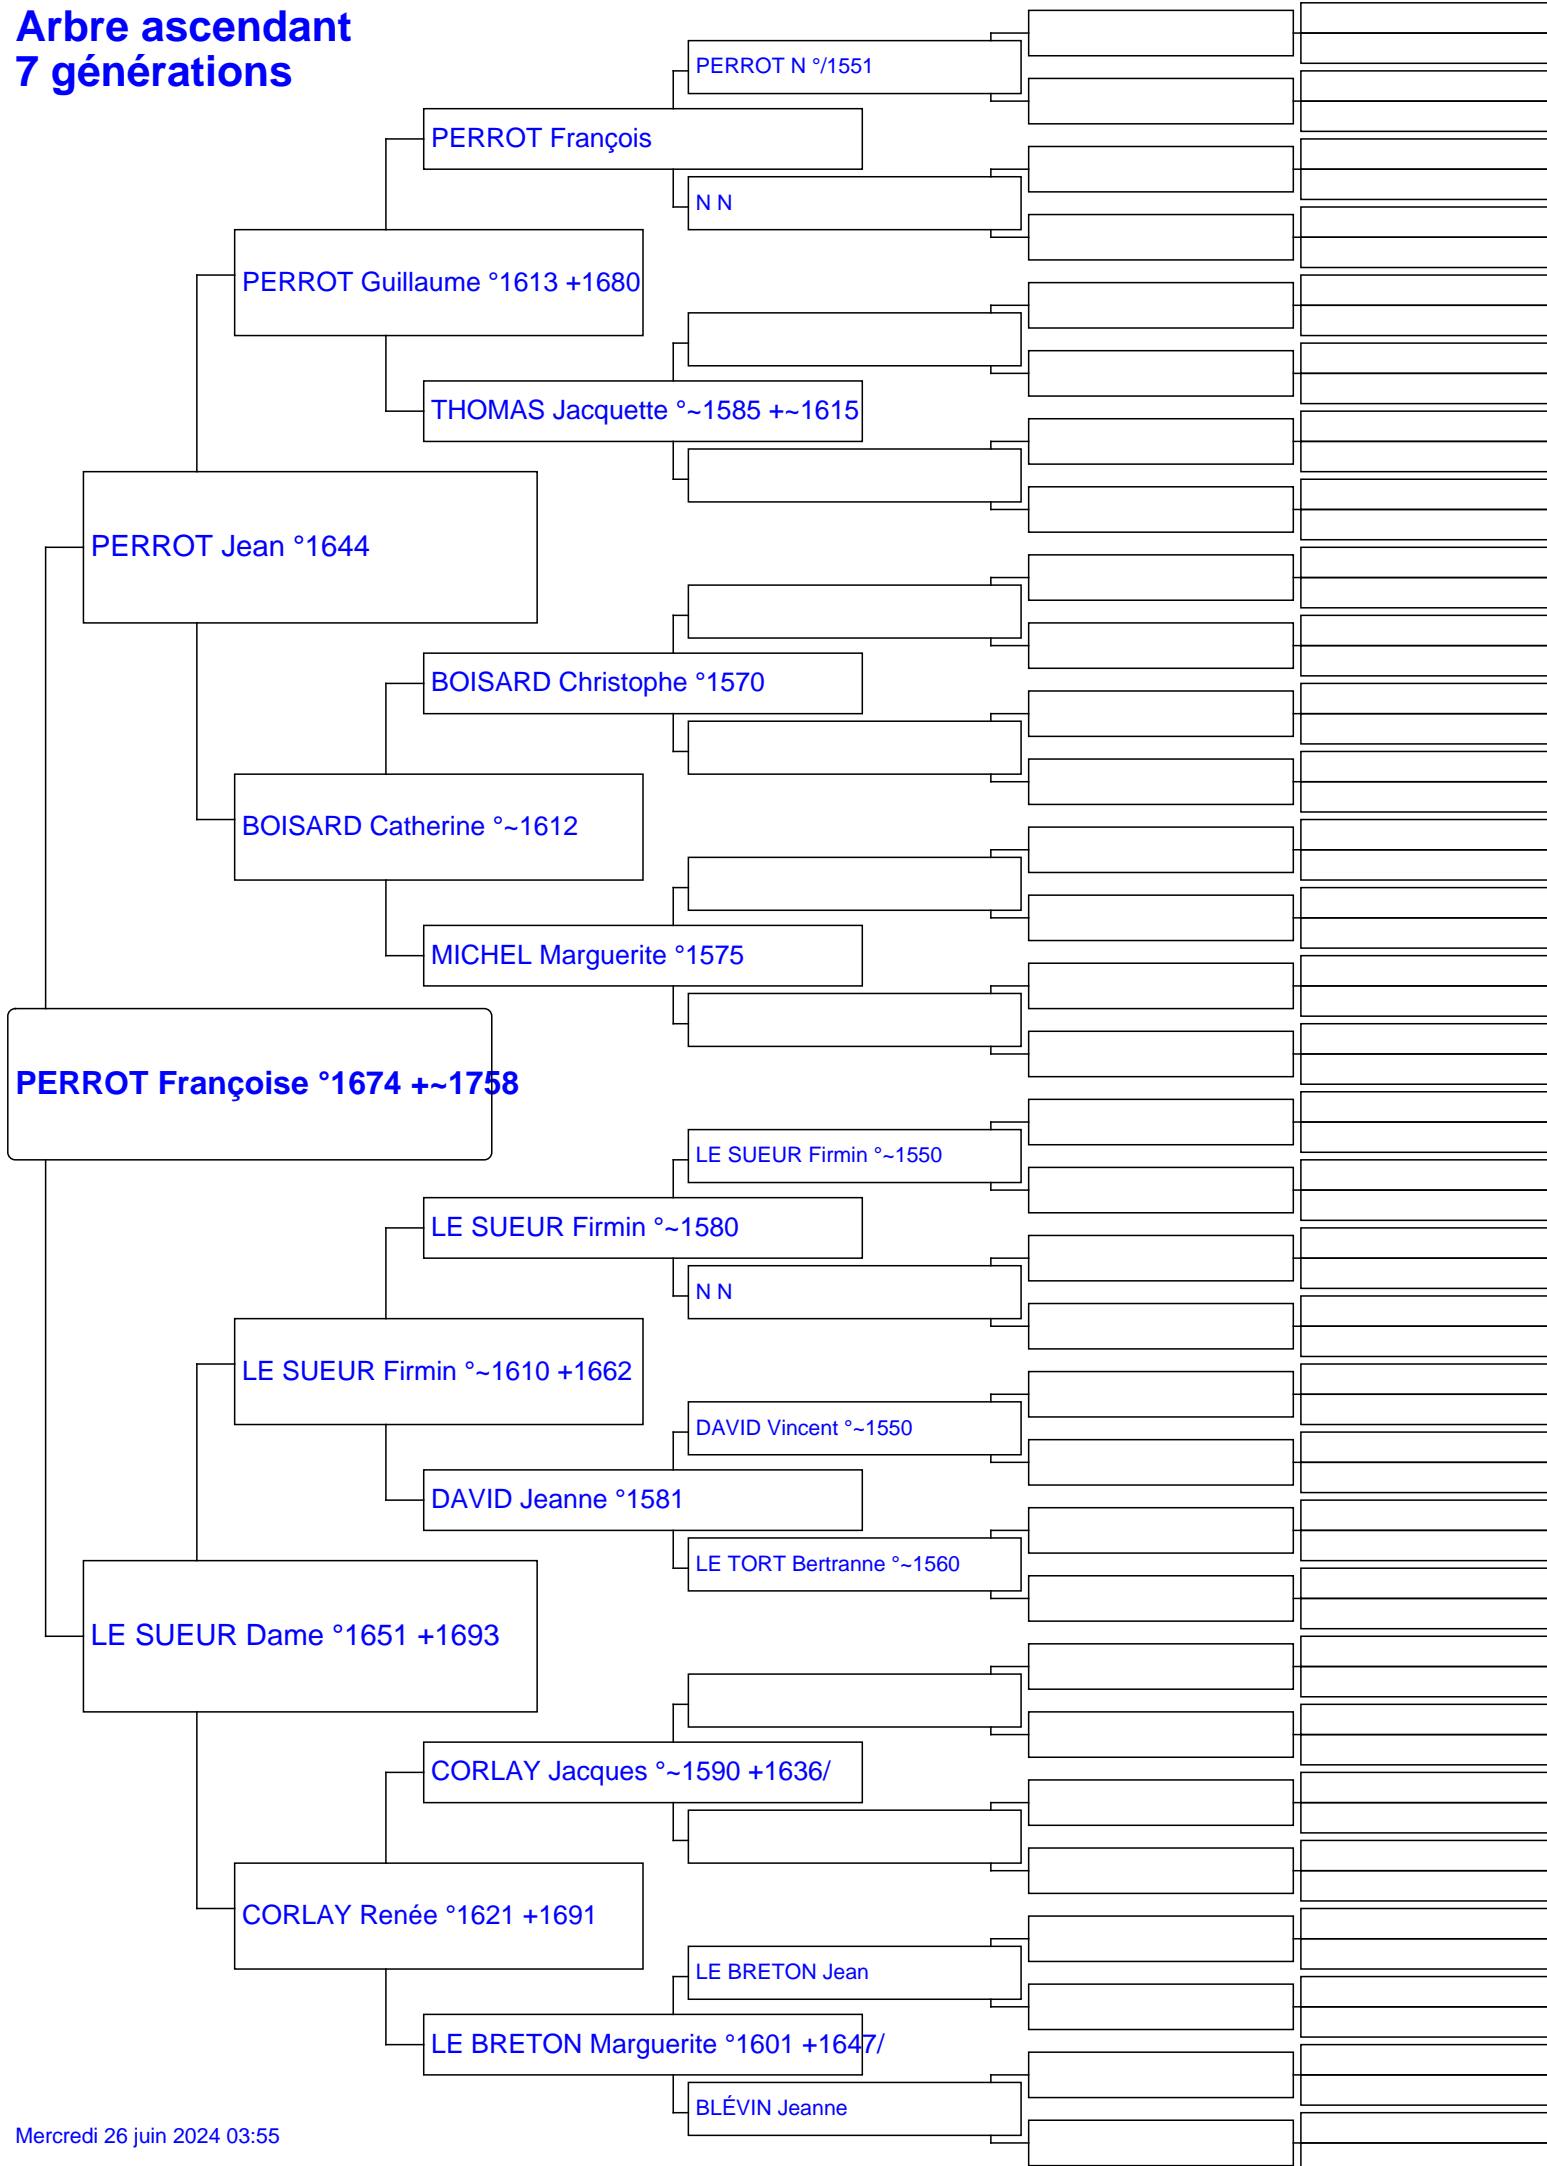 Arbre ascendant
7 générations
PERROT N °/1551
PERROT François
N N
PERROT Guillaume °1613 +1680
THOMAS Jacquette °~1585 +~1615
PERROT Jean °1644
BOISARD Christophe °1570
BOISARD Catherine °~1612
MICHEL Marguerite °1575
PERROT Françoise °1674 +~1758
LE SUEUR Firmin °~1550
LE SUEUR Firmin °~1580
N N
LE SUEUR Firmin °~1610 +1662
DAVID Vincent °~1550
DAVID Jeanne °1581
LE TORT Bertranne °~1560
LE SUEUR Dame °1651 +1693
CORLAY Jacques °~1590 +1636/
CORLAY Renée °1621 +1691
LE BRETON Jean
LE BRETON Marguerite °1601 +1647/
BLÉVIN Jeanne
Mercredi 26 juin 2024 03:55